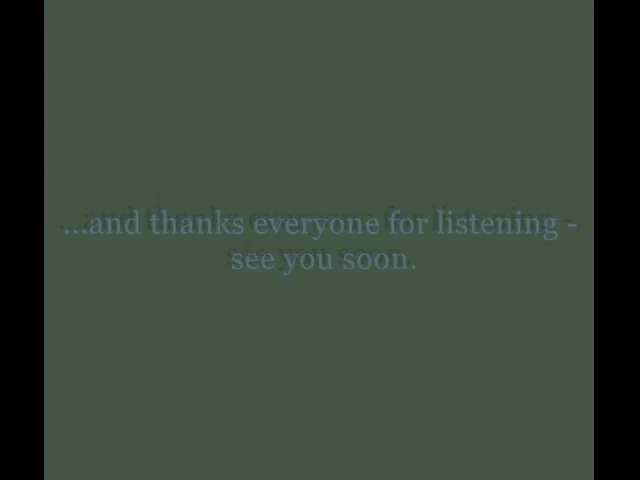 ...and thanks everyone for listening -
see you soon.